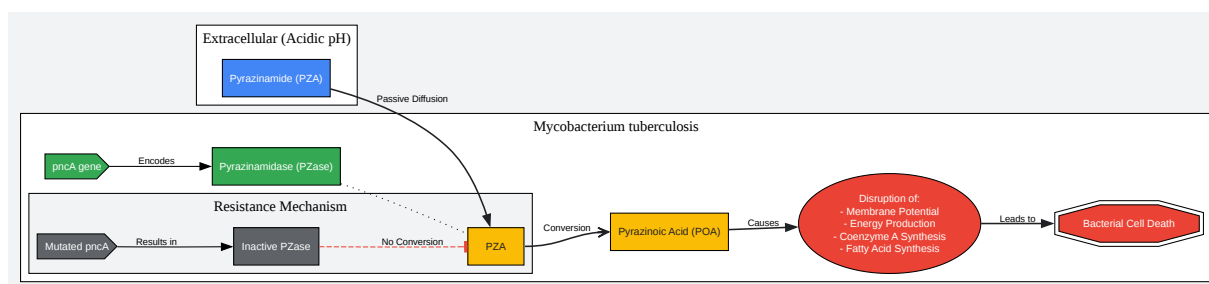 Extracellular (Acidic pH)
Pyrazinamide (PZA)
Passive Diffusion
Mycobacterium tuberculosis
pncA gene
Encodes
Pyrazinamidase (PZase)
Resistance Mechanism
Mutated pncA
Results in
Inactive PZase
No Conversion
PZA
Conversion
Pyrazinoic Acid (POA)
Causes
Disruption of:
- Membrane Potential
- Energy Production
- Coenzyme A Synthesis
- Fatty Acid Synthesis
Leads to
Bacterial Cell Death